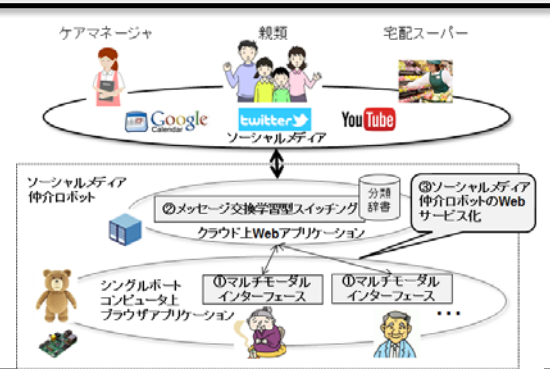 ケアマネージャ
親類
宅配スーパー
Google
Calendar
twitter
YouTube
ソーシャルメディア
ソーシャルメディア
仲介ロボット
②メッセージ交換学習型スイッチング
分類
辞書
クラウド上Webアプリケーション
③ソーシャルメディア
仲介ロボットのWeb
サービス化
シングルボート
コンピュータ上
ブラウザアプリケーション
①マルチモーダル
インターフェース
①マルチモーダル
インターフェース
・・・